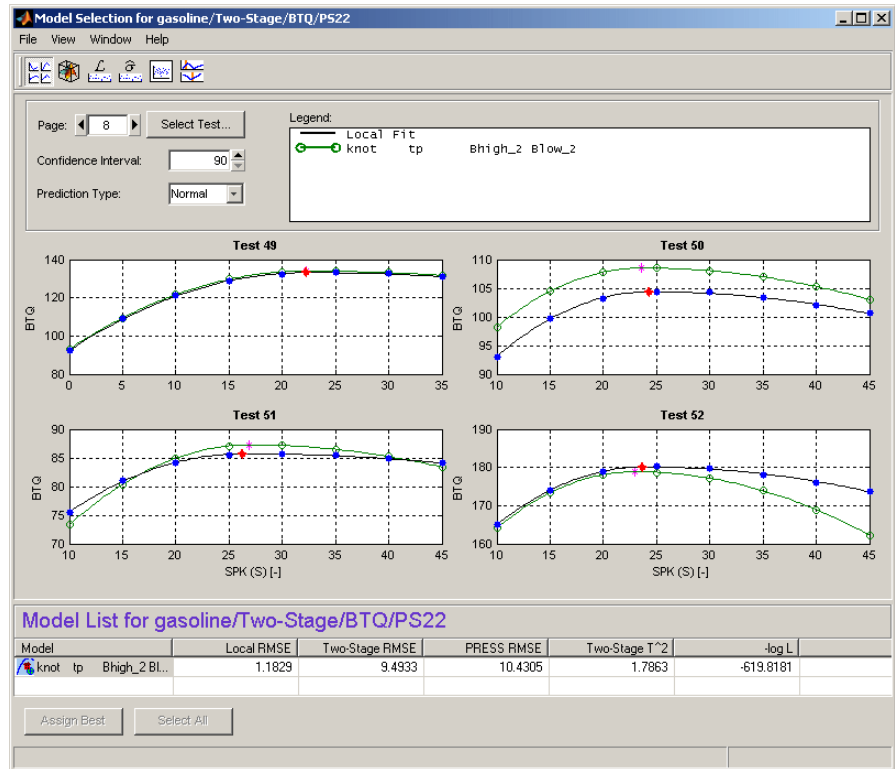 Model Selection for gasoline/Two-Stage/BTQ/PS22
File View Window Help
Page: 8 Select Test...
Confidence Interval: 90
Prediction Type: Normal
Legend:
Local Fit
knot tp Bhigh_2 Blow_2
Test 49
140
120
100
80
BTQ
0 5 10 15 20 25 30 35
Test 50
110
105
100
95
90
BTQ
10 15 20 25 30 35 40 45
Test 51
90
85
80
75
70
BTQ
10 15 20 25 30 35 40 45
SPK (S) [-]
Test 52
190
180
170
160
BTQ
10 15 20 25 30 35 40 45
SPK (S) [-]
Model List for gasoline/Two-Stage/BTQ/PS22
Model Local RMSE Two-Stage RMSE PRESS RMSE Two-Stage T^2 -log L
knot tp Bhigh_2 Bl... 1.1829 9.4933 10.4305 1.7863 -619.8181
Assign Best Select All